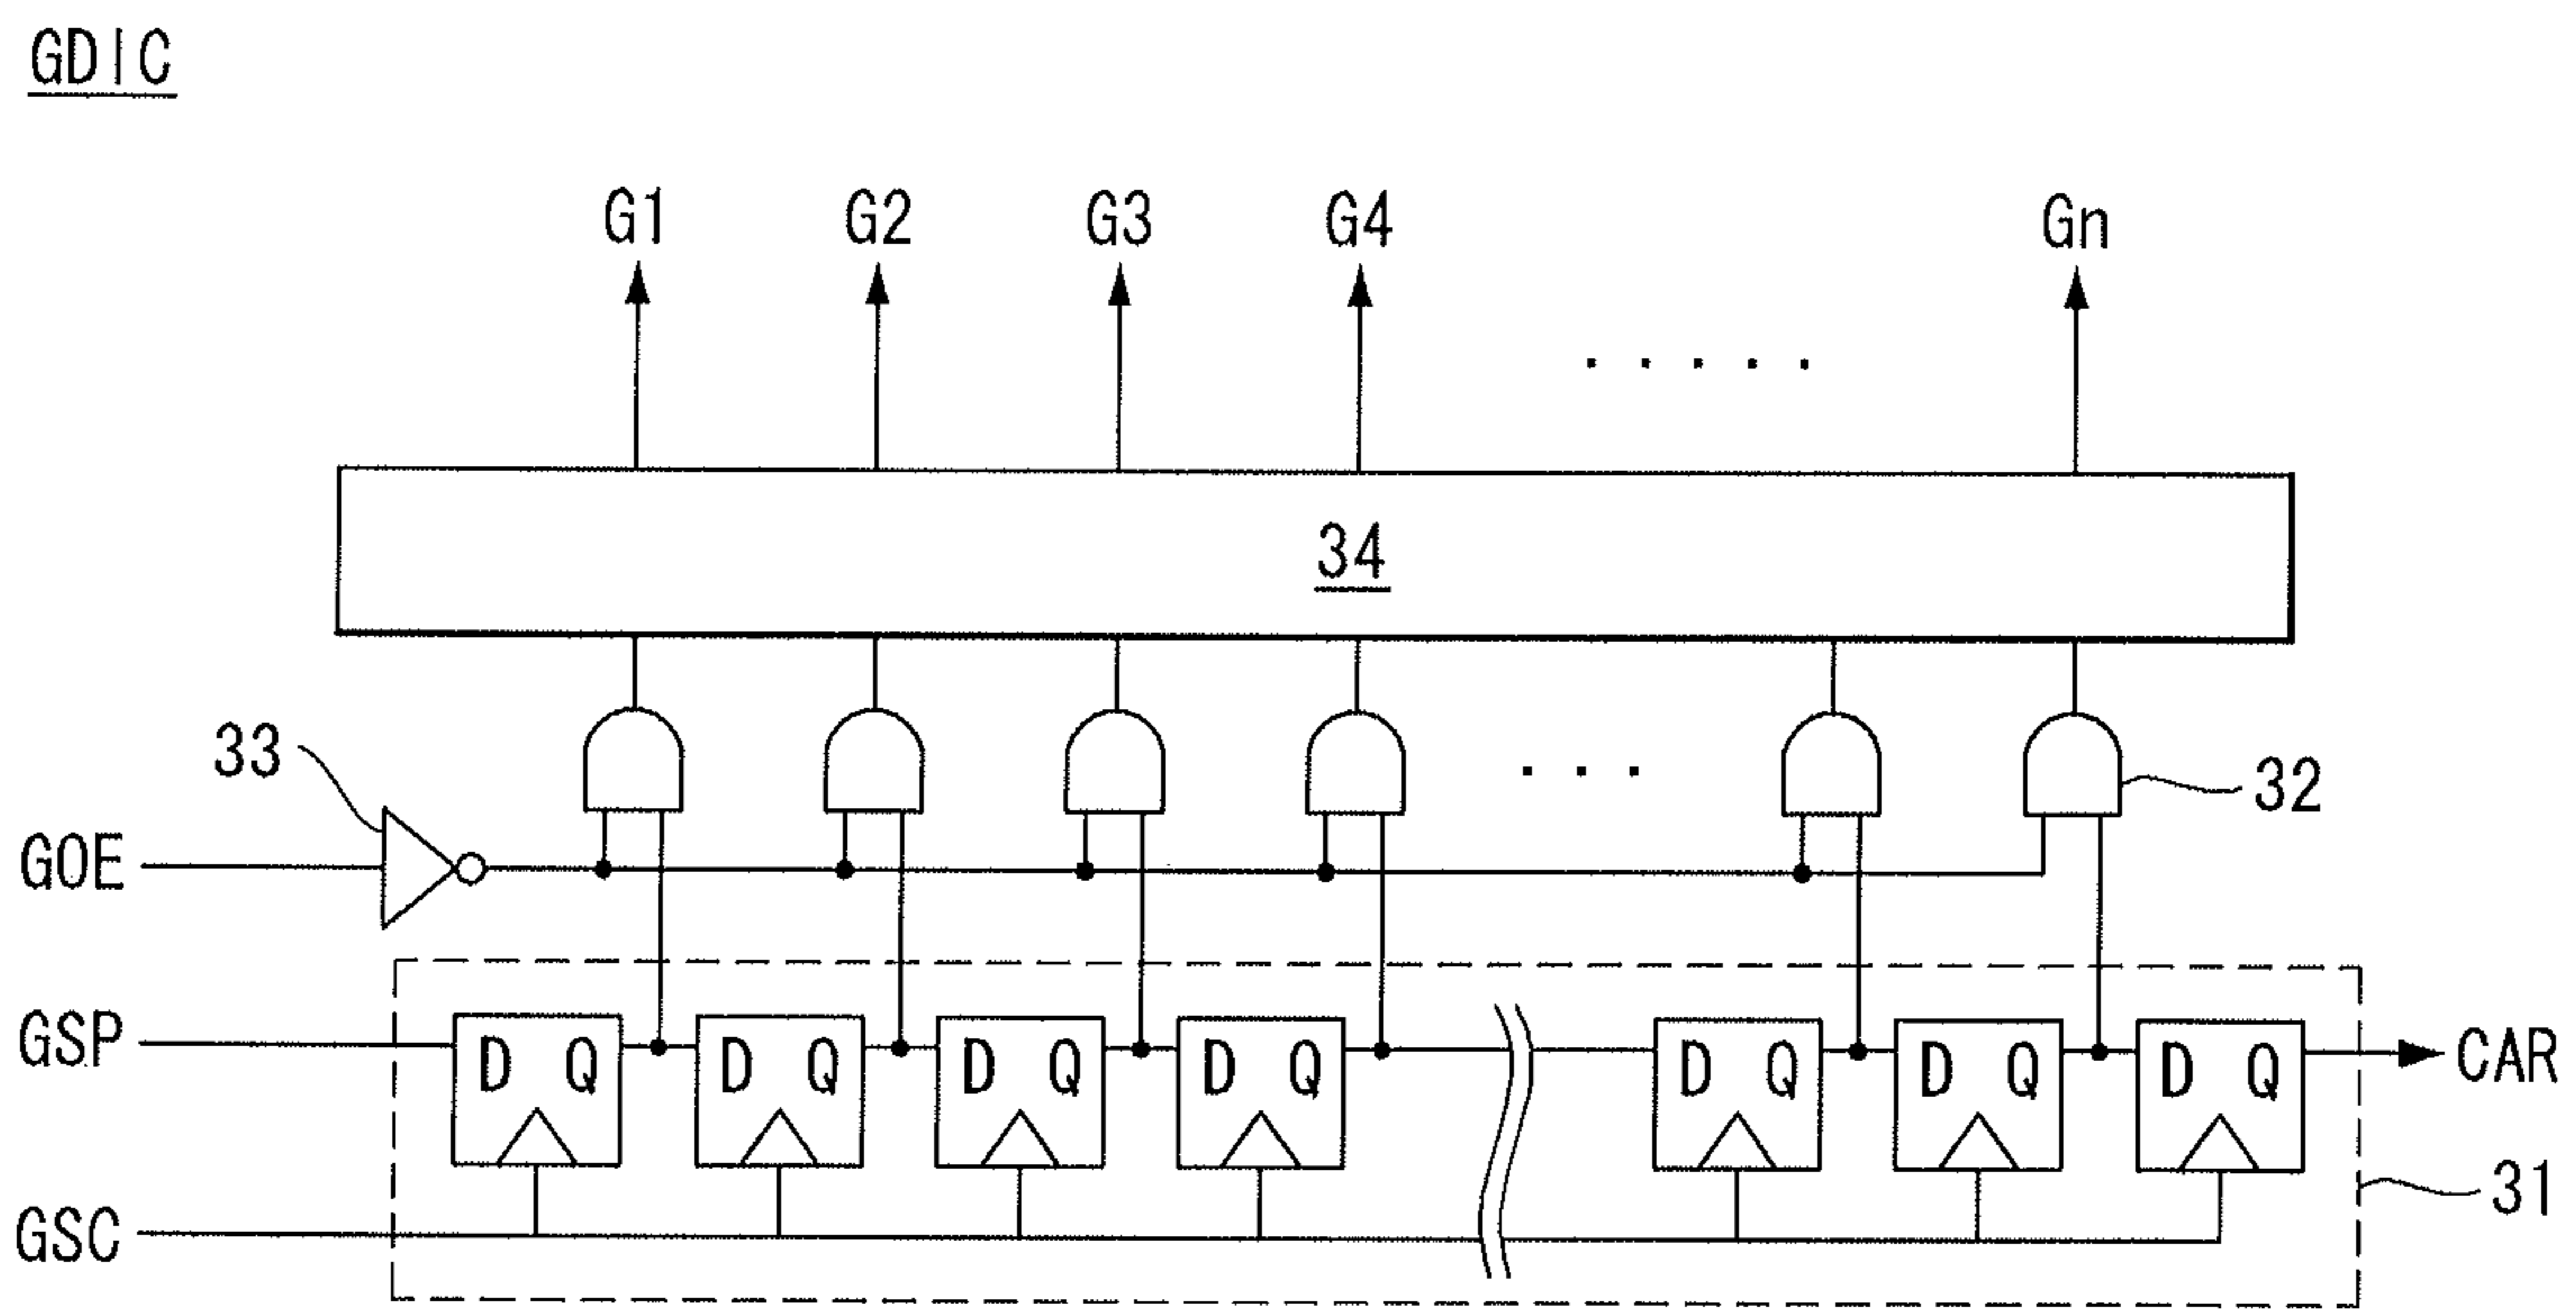 GDIC
G1 G2 G3 G4 Gn
. . . . .
34
33
. . .
32
GOE
GSP
D Q D Q D Q D Q D Q D Q D Q
CAR
31
GSC